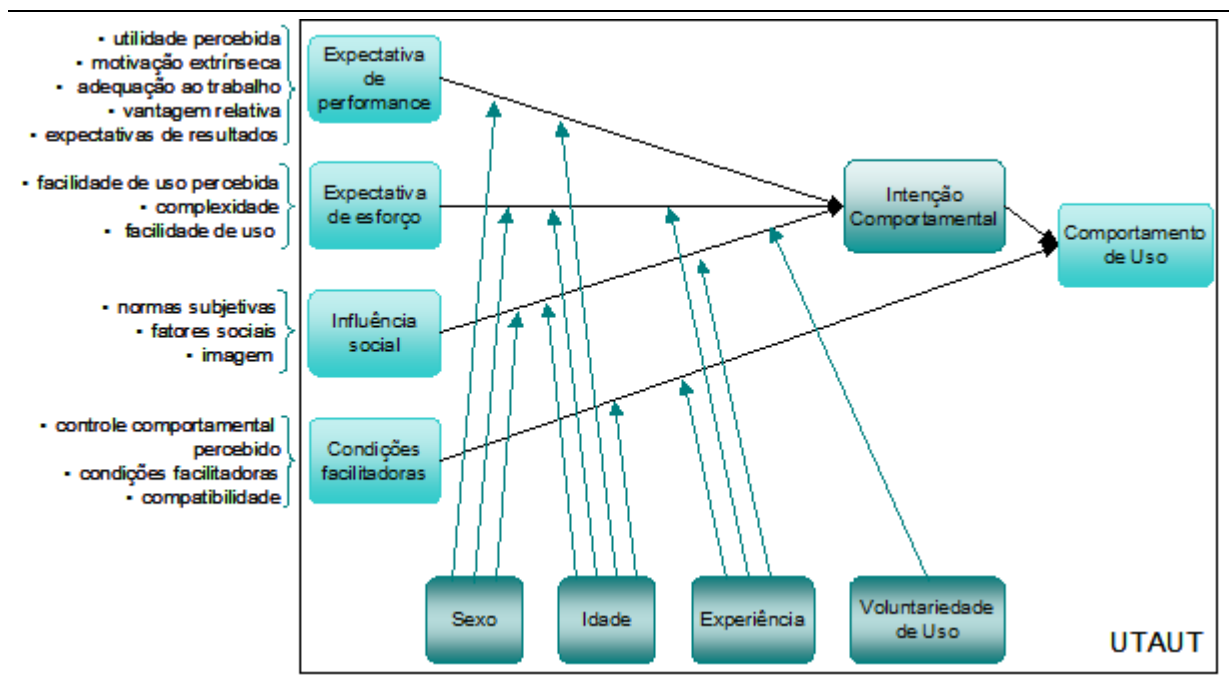 • utilidade percebida
• motivação extrínseca
• adequação ao trabalho
• vantagem relativa
• expectativas de resultados
Expectativa
de
performance
• facilidade de uso percebida
• complexidade
• facilidade de uso
Expectativa
de esforço
Intenção
Comportamental
Comportamento
de Uso
• normas subjetivas
• fatores sociais
• imagem
Influência
social
• controle comportamental
percebido
• condições facilitadoras
• compatibilidade
Condições
facilitadoras
Sexo
Idade
Experiência
Voluntariedade
de Uso
UTAUT